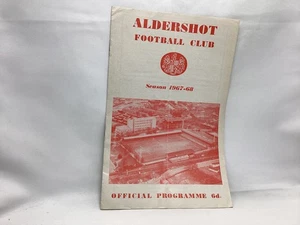 ALDERSHOT
FOOTBALL CLUB
Season 1967-68
OFFICIAL PROGRAMME 6d.